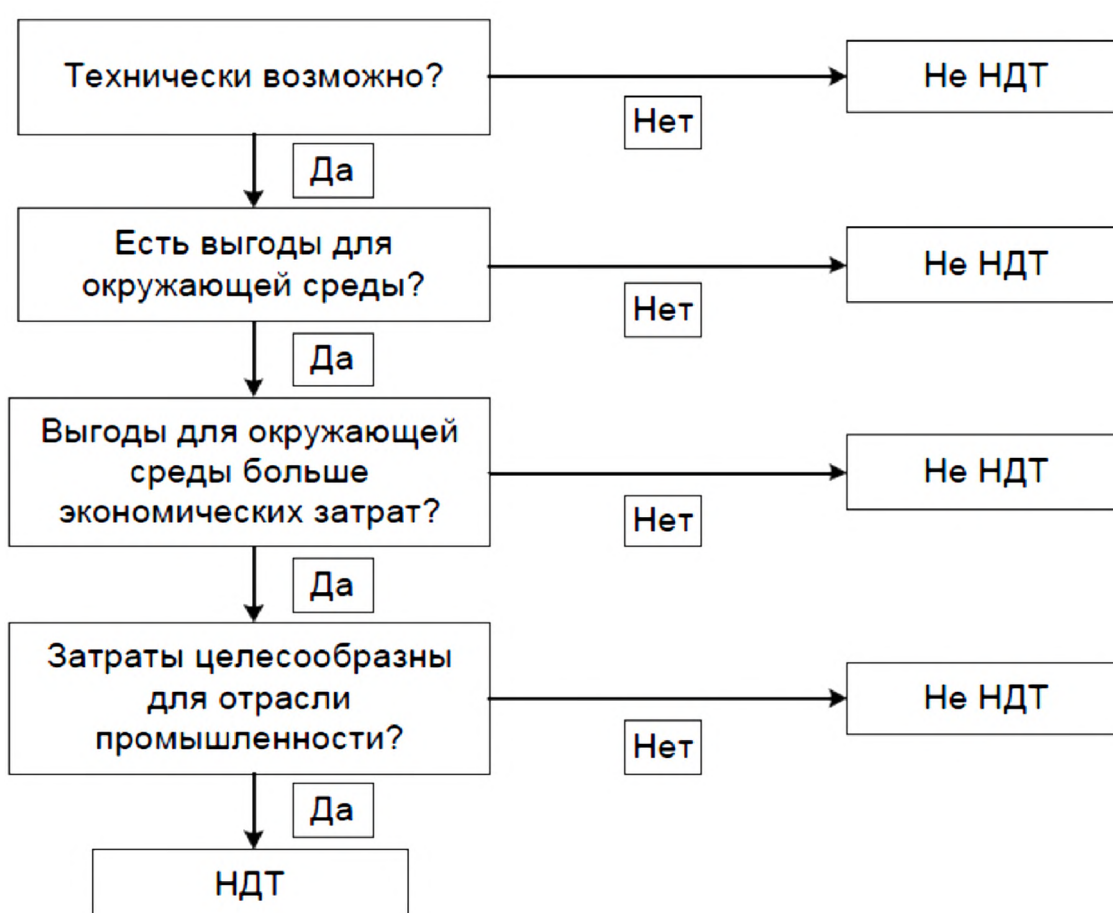 Технически возможно?
Не НДТ
Нет
Да
Есть выгоды для
окружающей среды?
Не НДТ
Нет
Да
Выгоды для окружающей
среды больше
экономических затрат?
Не НДТ
Нет
Да
Затраты целесообразны
для отрасли
промышленности?
Не НДТ
Нет
Да
НДТ